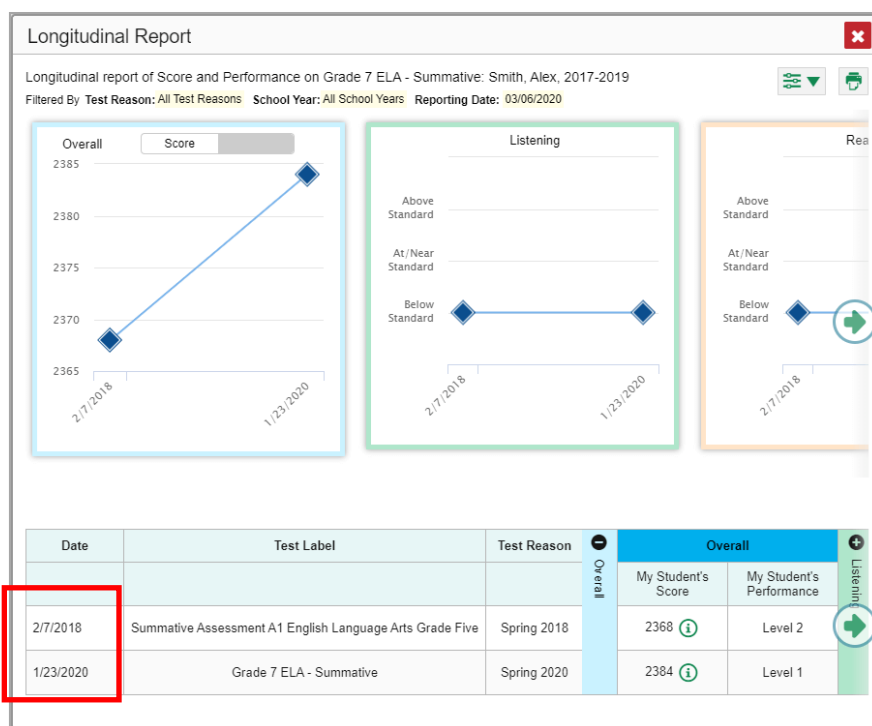 Longitudinal Report
Longitudinal report of Score and Performance on Grade 7 ELA - Summative: Smith, Alex, 2017-2019
Filtered By Test Reason: All Test Reasons School Year: All School Years Reporting Date: 03/06/2020
Overall Score
2385
2380
2375
2370
2365
2/7/2018
1/23/2020
Listening
Above
Standard
At/Near
Standard
Below
Standard
2/7/2018
1/23/2020
Rea
Above
Standard
At/Near
Standard
Below
Standard
2/7/2018
Date Test Label Test Reason Overall Overall Listening
My Student's Score My Student's Performance
2/7/2018 Summative Assessment A1 English Language Arts Grade Five Spring 2018 2368 Level 2
1/23/2020 Grade 7 ELA - Summative Spring 2020 2384 Level 1